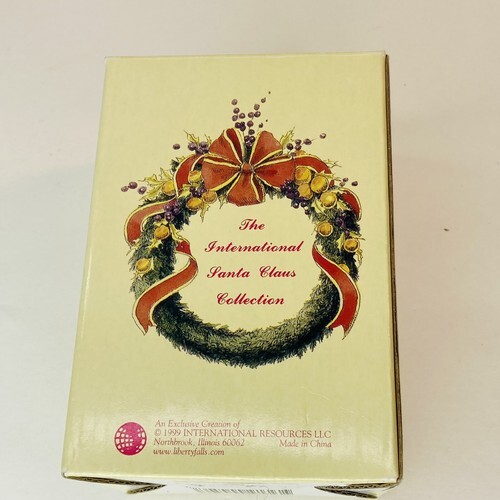 The
International
Santa Claus
Collection
An Exclusive Creation of
© 1999 INTERNATIONAL RESOURCES LLC
Northbrook, Illinois 60062 Made in China
www.libertyfalls.com